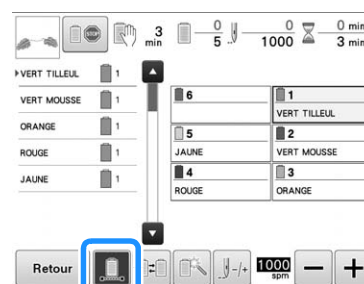 3 min 0 5 0 1000 0 min 3 min
VERT TILLEUL 1
VERT MOUSSE 1
ORANGE 1
ROUGE 1
JAUNE 1
6 1 VERT TILLEUL
5 JAUNE 2 VERT MOUSSE
4 ROUGE 3 ORANGE
Retour -/+ 1000 spm − +